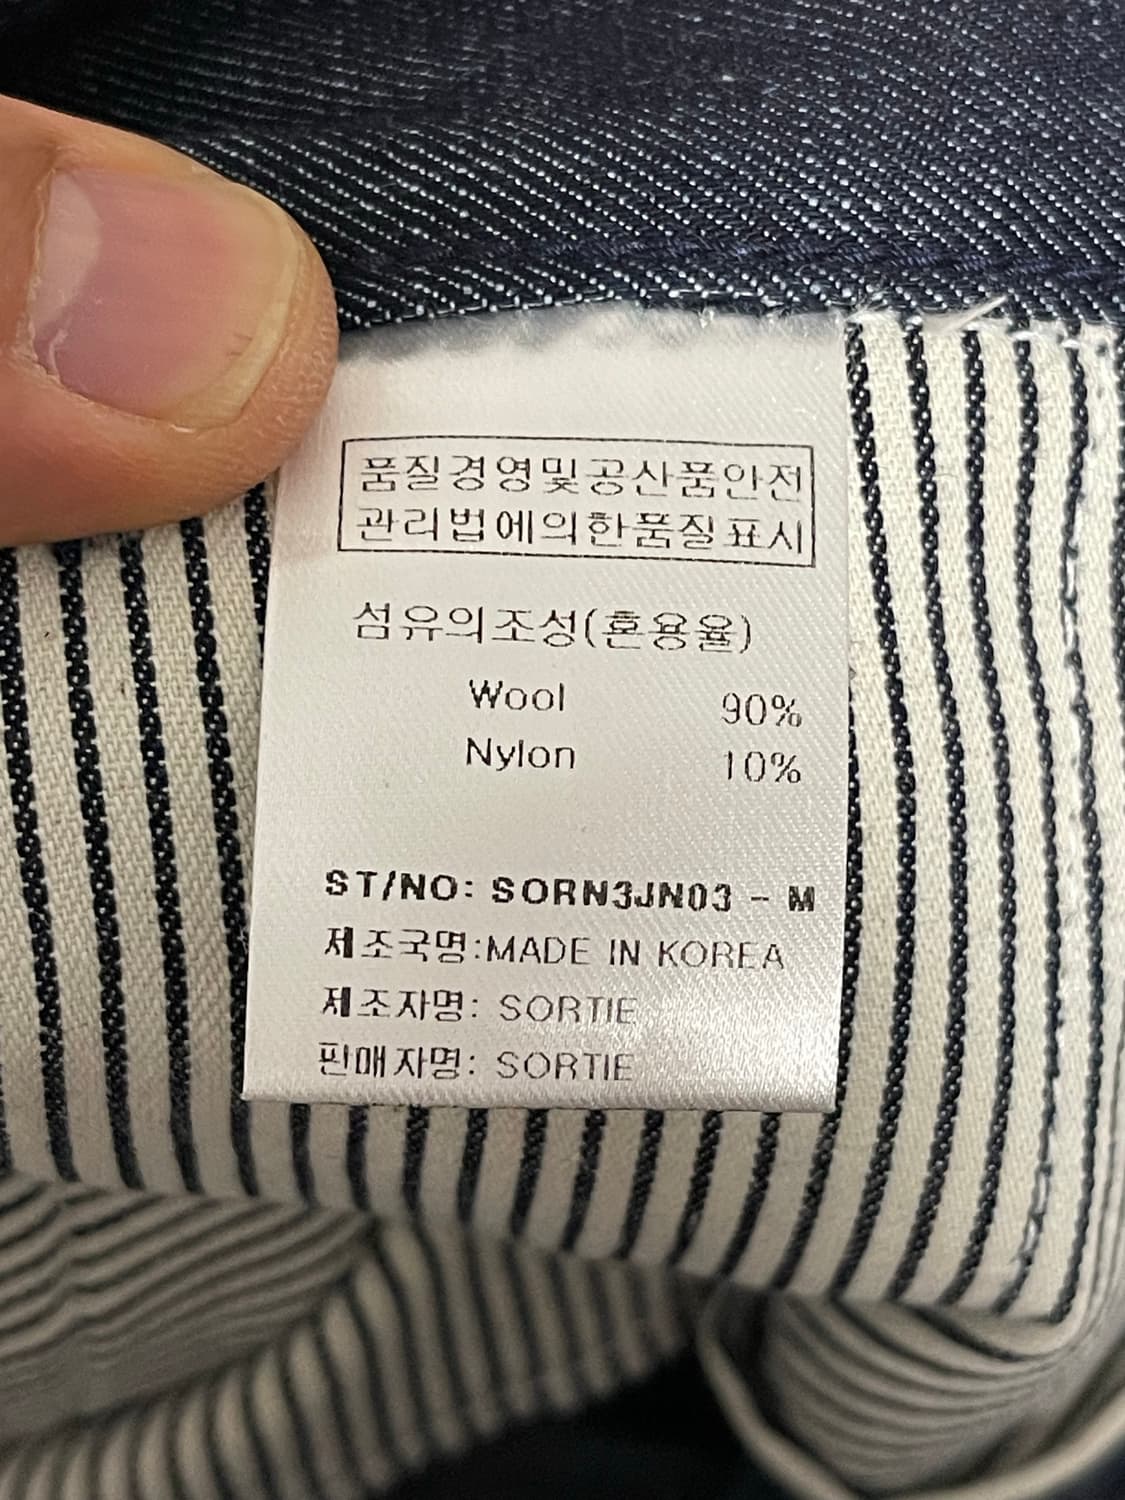 품질경영및공산품안전
관리법에의한품질표시
섬유의조성(혼용율)
Wool 90%
Nylon 10%
ST/NO: SORN3JN03 - M
제조국명:MADE IN KOREA
제조자명: SORTIE
판매자명: SORTIE